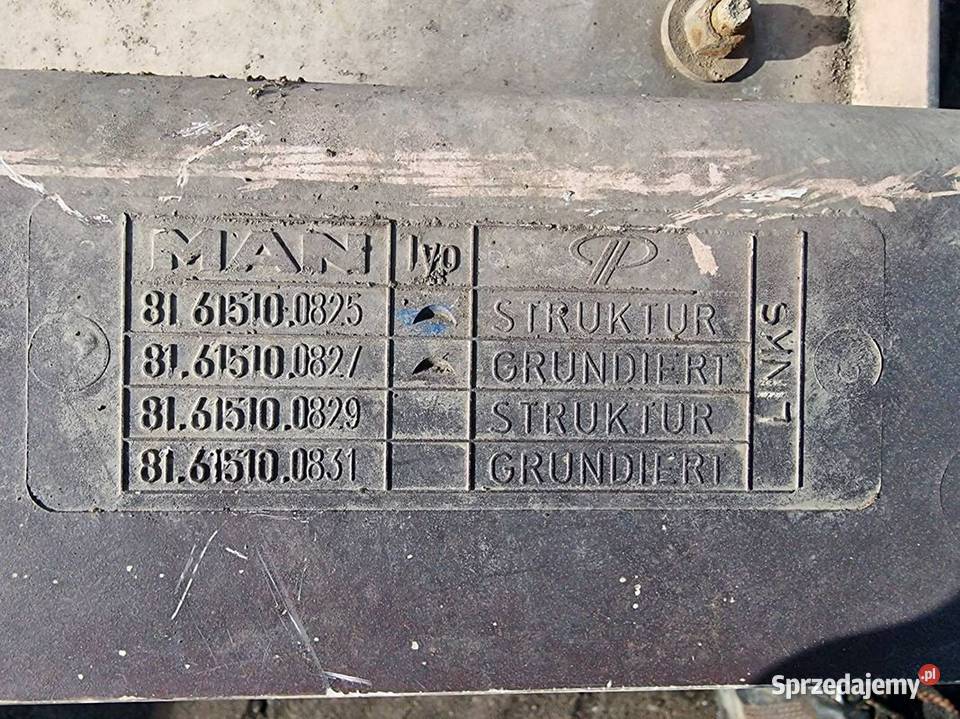 MAN Typ
81.61510.0825 STRUKTUR
81.61510.0827 GRUNDIERT
81.61510.0829 STRUKTUR
81.61510.0831 GRUNDIERT
Sprzedajemy.pl